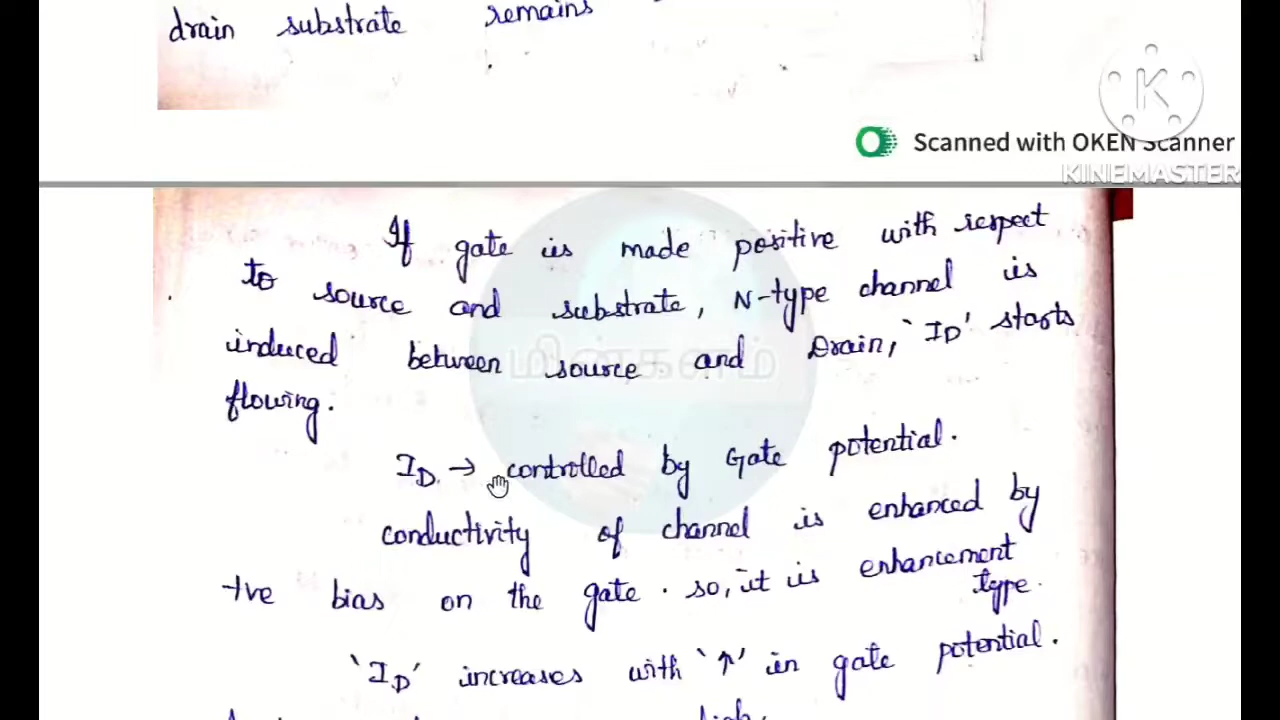 drain substrate remains
Scanned with OKEN Scanner
KINEMASTER
If gate is made positive with respect
to source and substrate, N-type channel is
induced between source and Drain, 'ID' starts
flowing.
மின்களம்
ID → controlled by Gate potential.
conductivity of channel is enhanced by
+ve bias on the gate. so, it is enhancement
type.
'ID' increases with '↑' in gate potential.